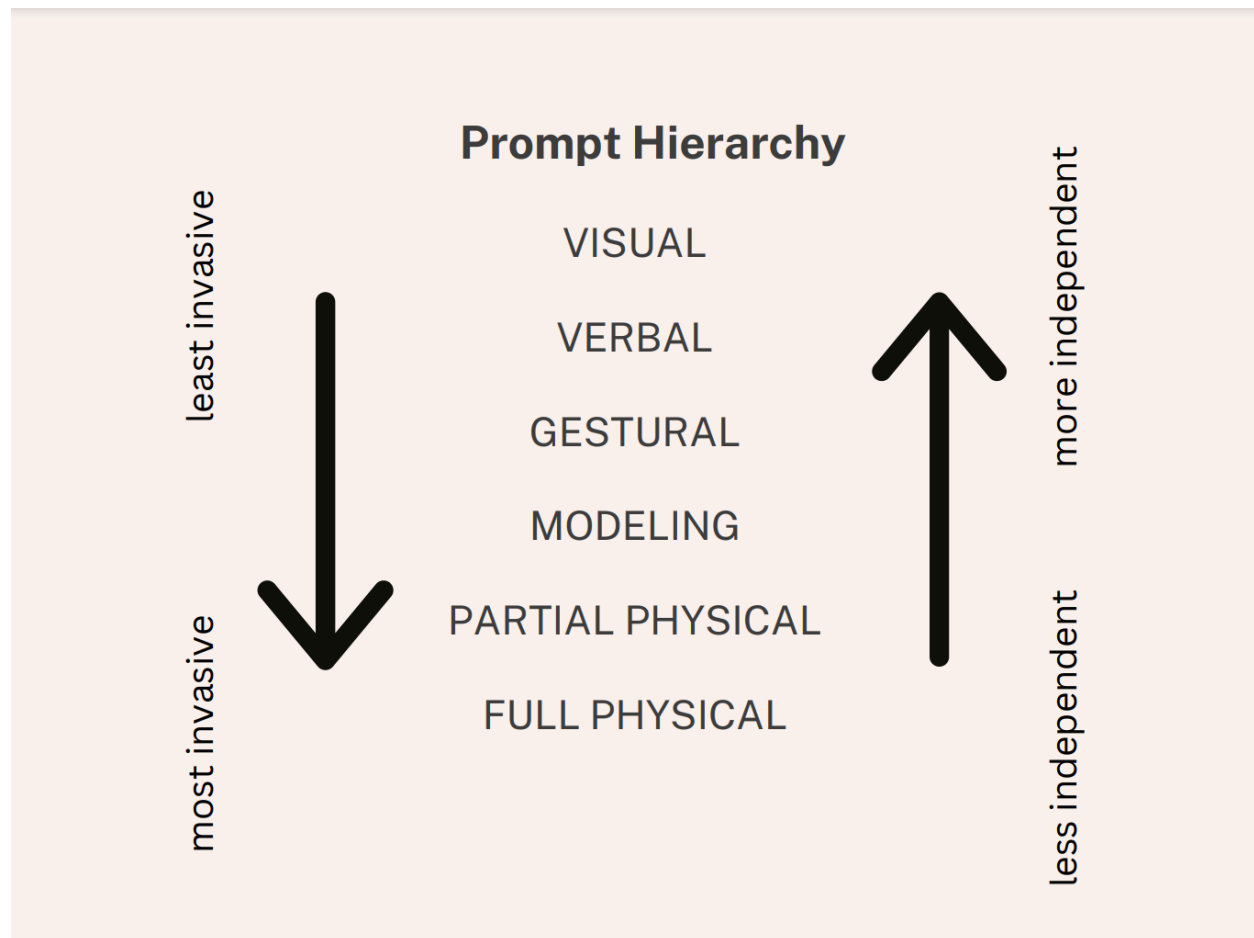 Prompt Hierarchy
least invasive
most invasive
VISUAL
VERBAL
GESTURAL
MODELING
PARTIAL PHYSICAL
FULL PHYSICAL
more independent
less independent